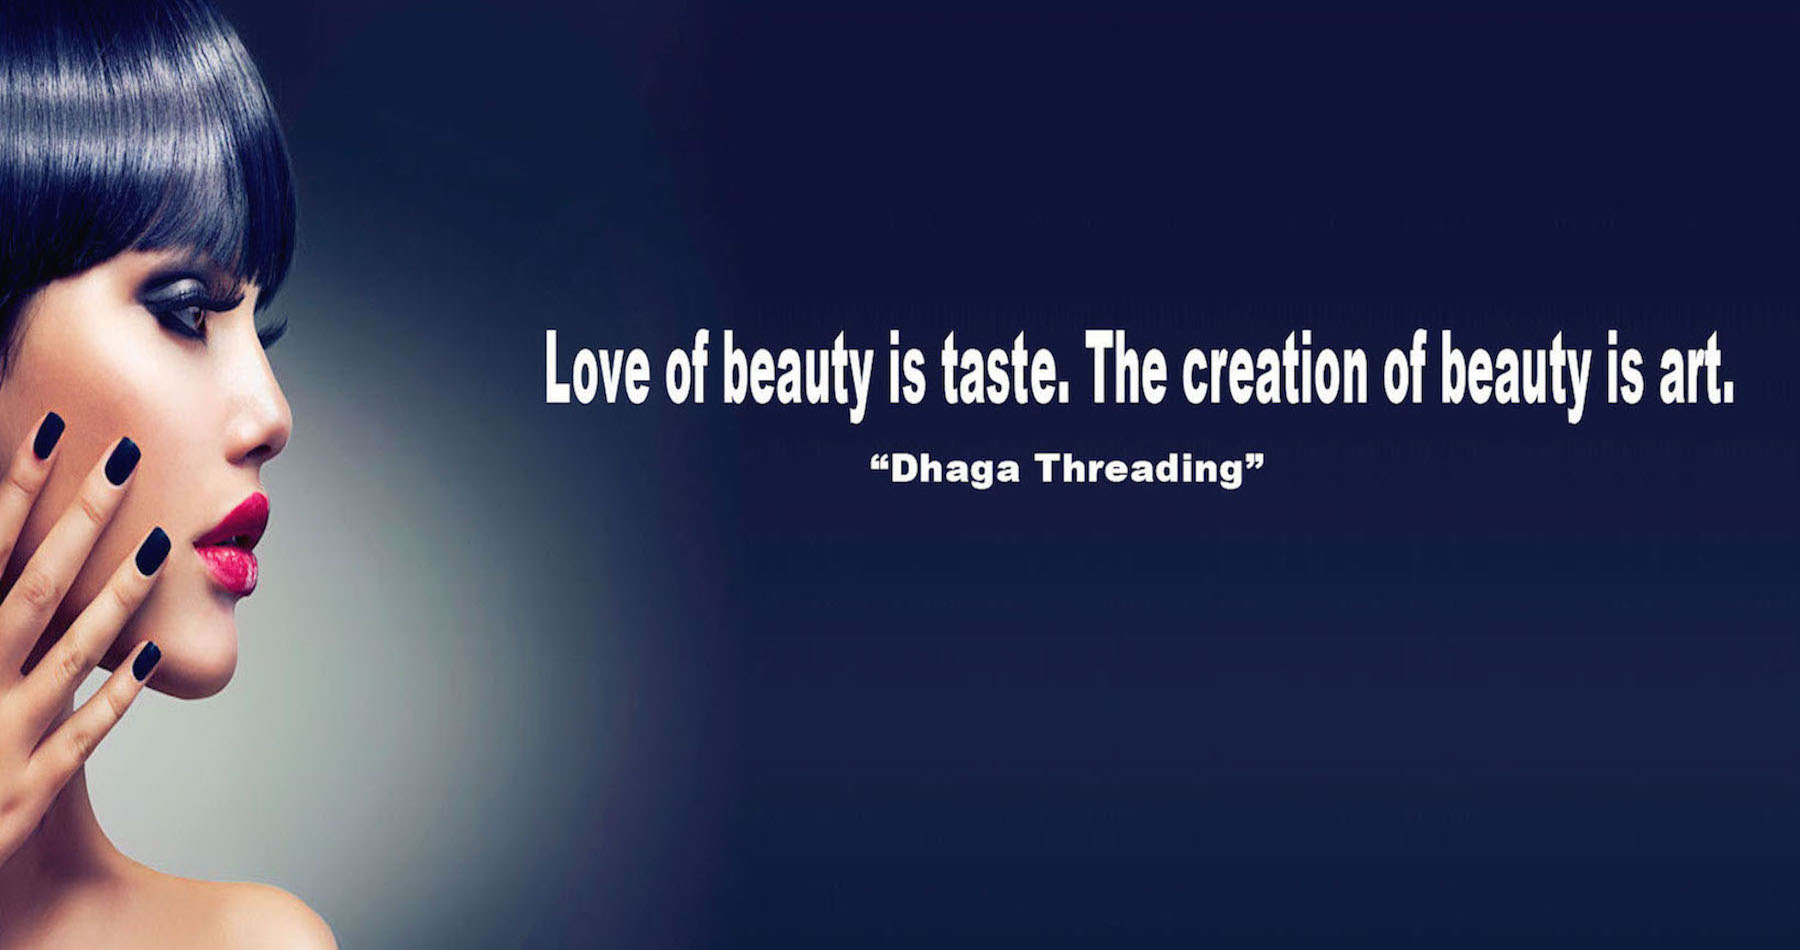 Love of beauty is taste. The creation of beauty is art.
“Dhaga Threading”